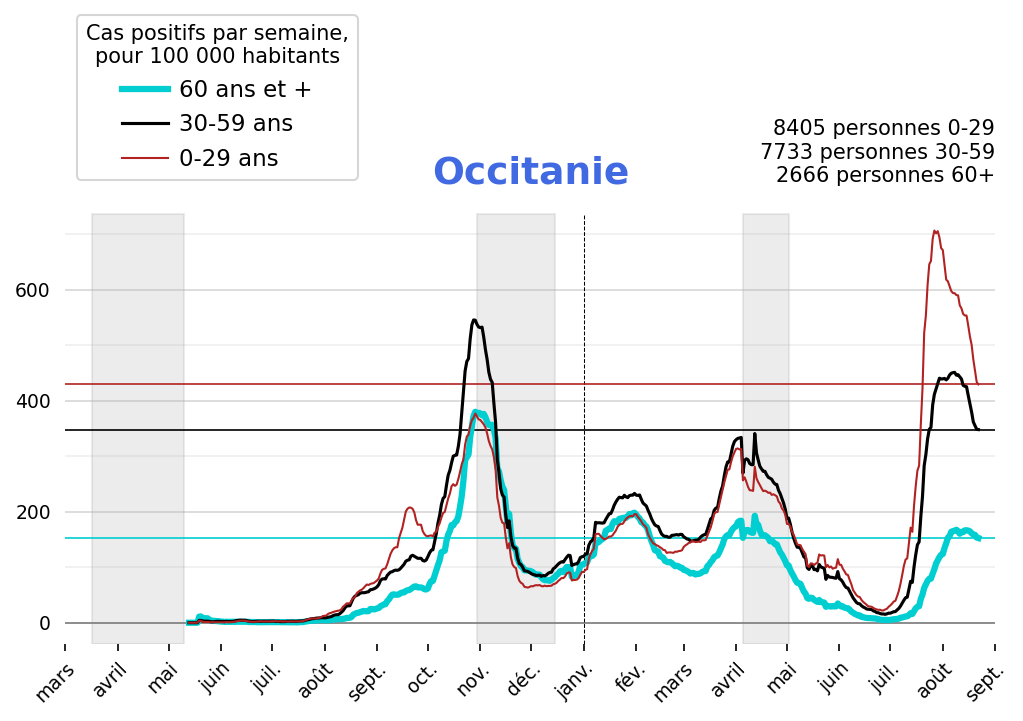 Cas positifs par semaine,
pour 100 000 habitants
60 ans et +
30-59 ans
0-29 ans
Occitanie
8405 personnes 0-29
7733 personnes 30-59
2666 personnes 60+
600
400
200
0
mars
avril
mai
juin
juil.
août
sept.
oct.
nov.
déc.
janv.
fév.
mars
avril
mai
juin
juil.
août
sept.